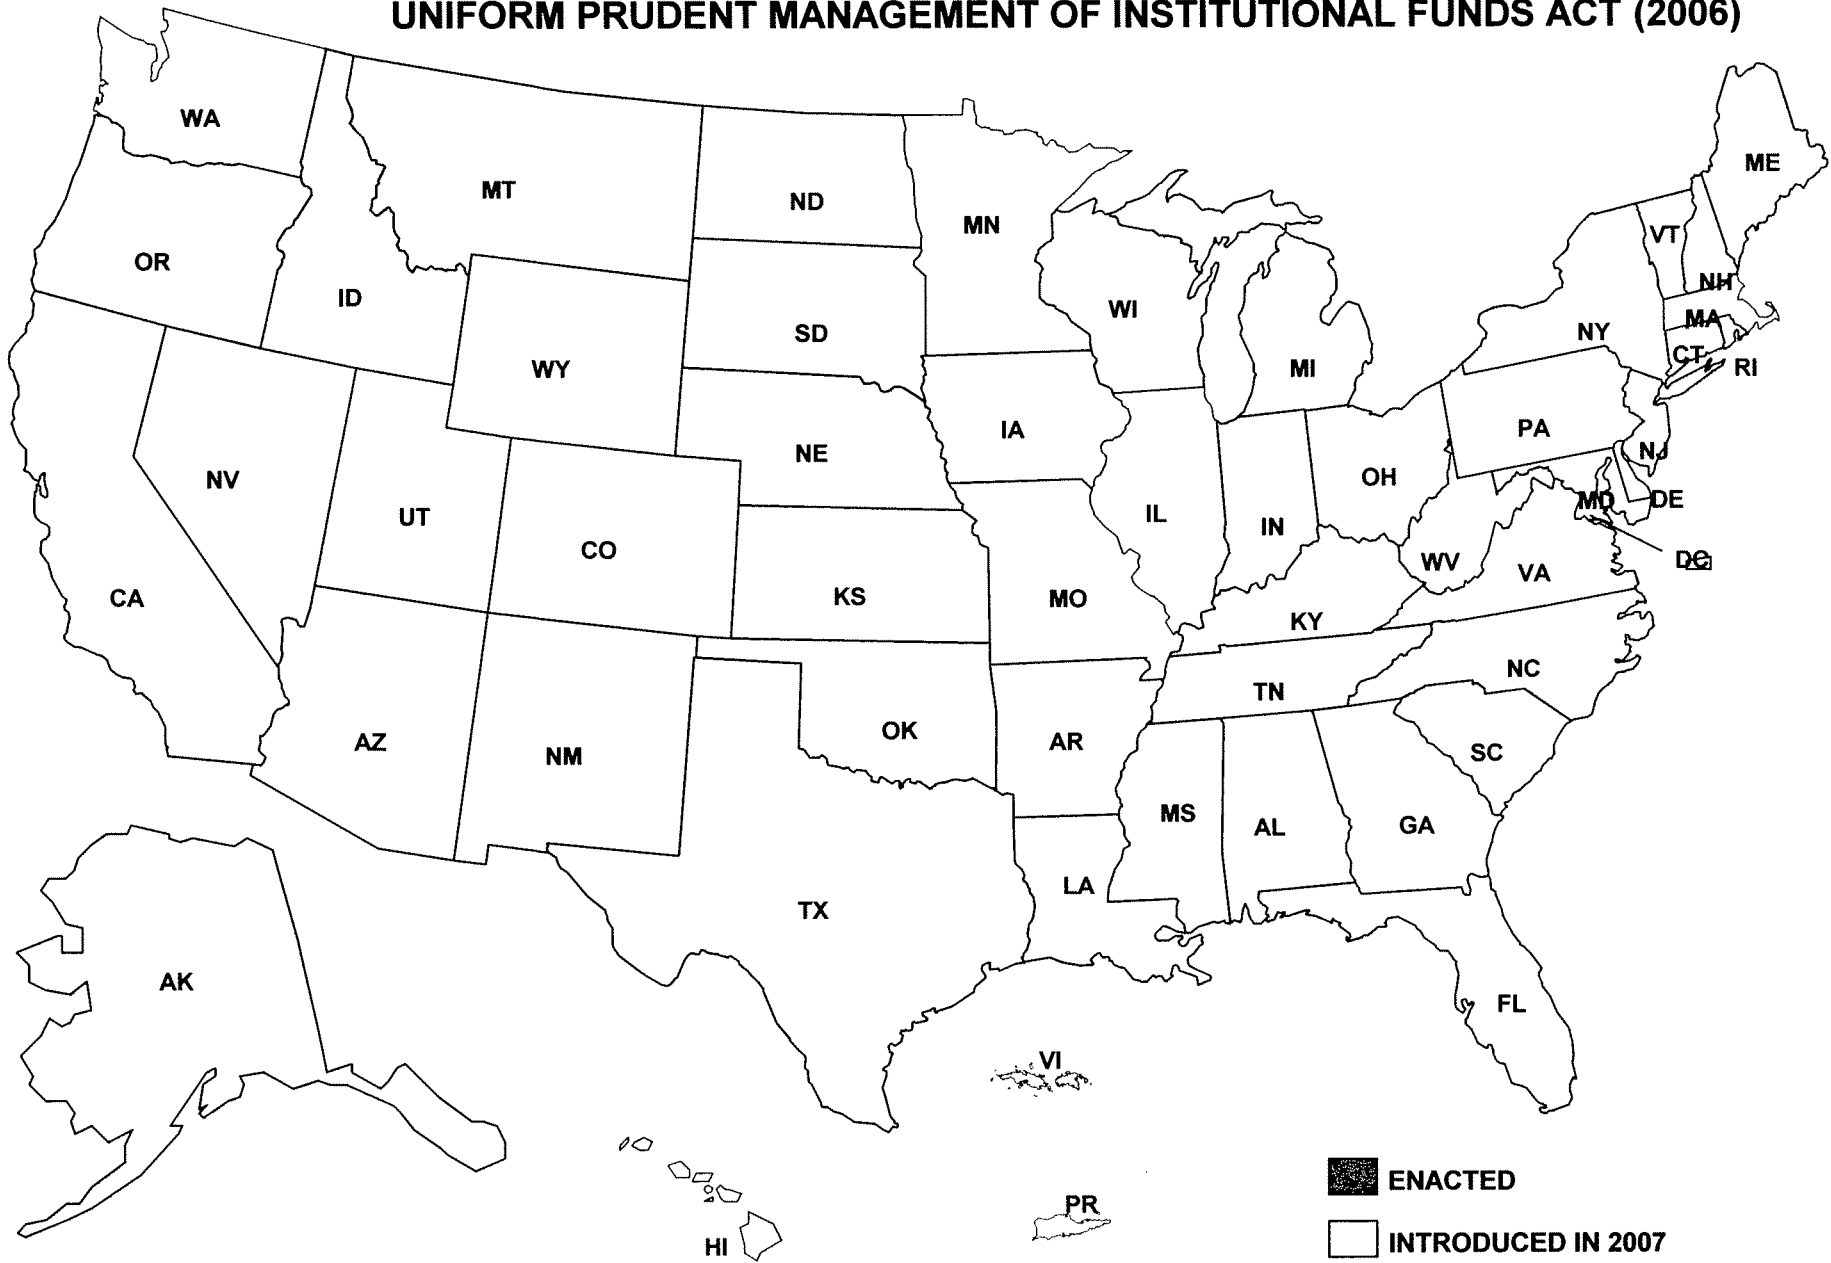 UNIFORM PRUDENT MANAGEMENT OF INSTITUTIONAL FUNDS ACT (2006)
WA
MT
ND
MN
ME
OR
ID
WY
SD
WI
MI
NY
VT
NH
MA
CT
RI
NV
UT
CO
NE
IA
IL
IN
OH
PA
NJ
MD
DE
DC
CA
KS
MO
KY
WV
VA
AZ
NM
OK
AR
TN
NC
SC
TX
LA
MS
AL
GA
FL
AK
VI
HI
PR
ENACTED
INTRODUCED IN 2007